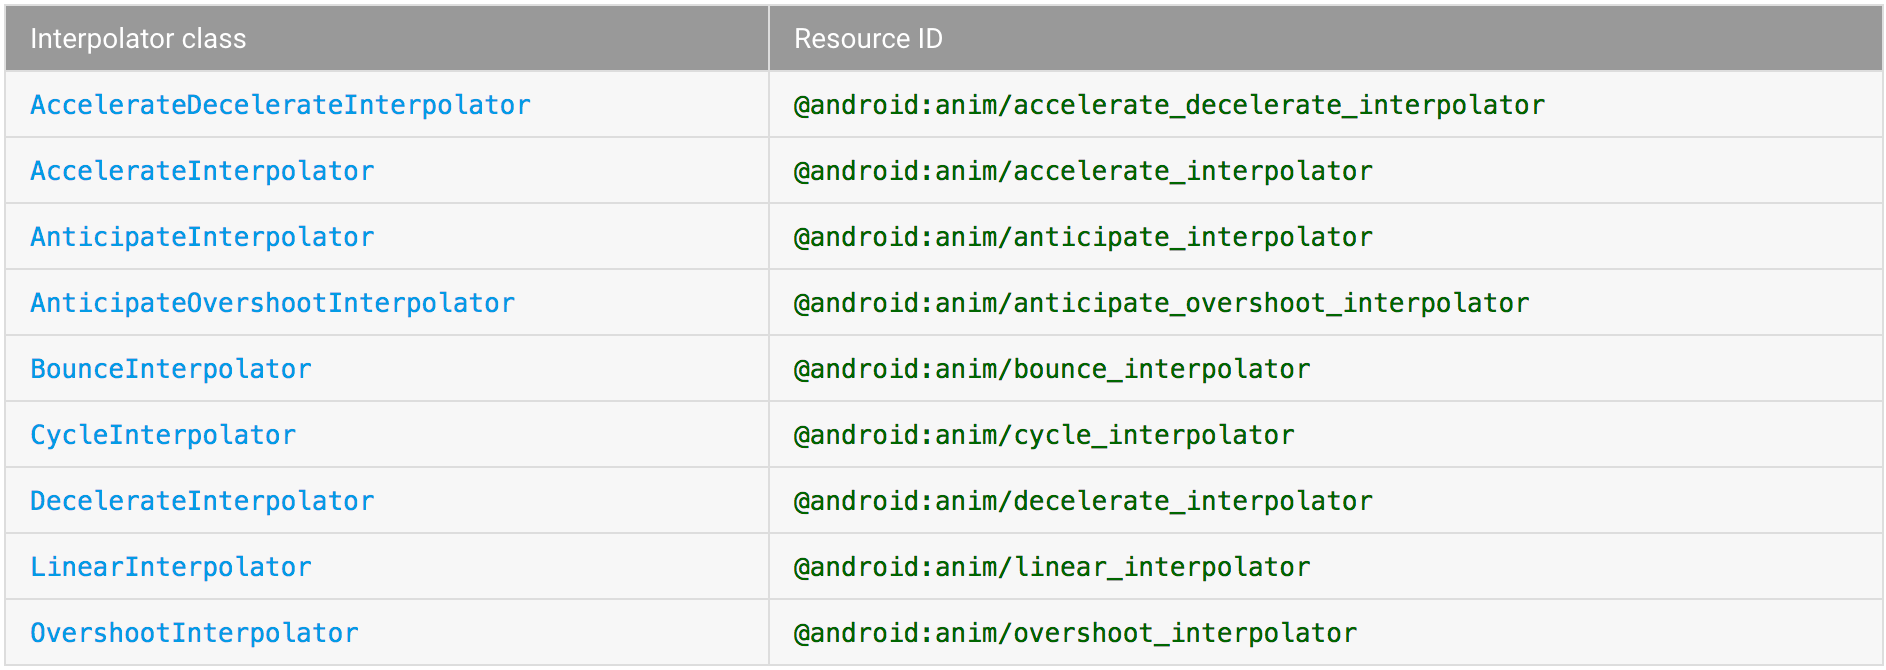 Interpolator class Resource ID
AccelerateDecelerateInterpolator @android:anim/accelerate_decelerate_interpolator
AccelerateInterpolator @android:anim/accelerate_interpolator
AnticipateInterpolator @android:anim/anticipate_interpolator
AnticipateOvershootInterpolator @android:anim/anticipate_overshoot_interpolator
BounceInterpolator @android:anim/bounce_interpolator
CycleInterpolator @android:anim/cycle_interpolator
DecelerateInterpolator @android:anim/decelerate_interpolator
LinearInterpolator @android:anim/linear_interpolator
OvershootInterpolator @android:anim/overshoot_interpolator